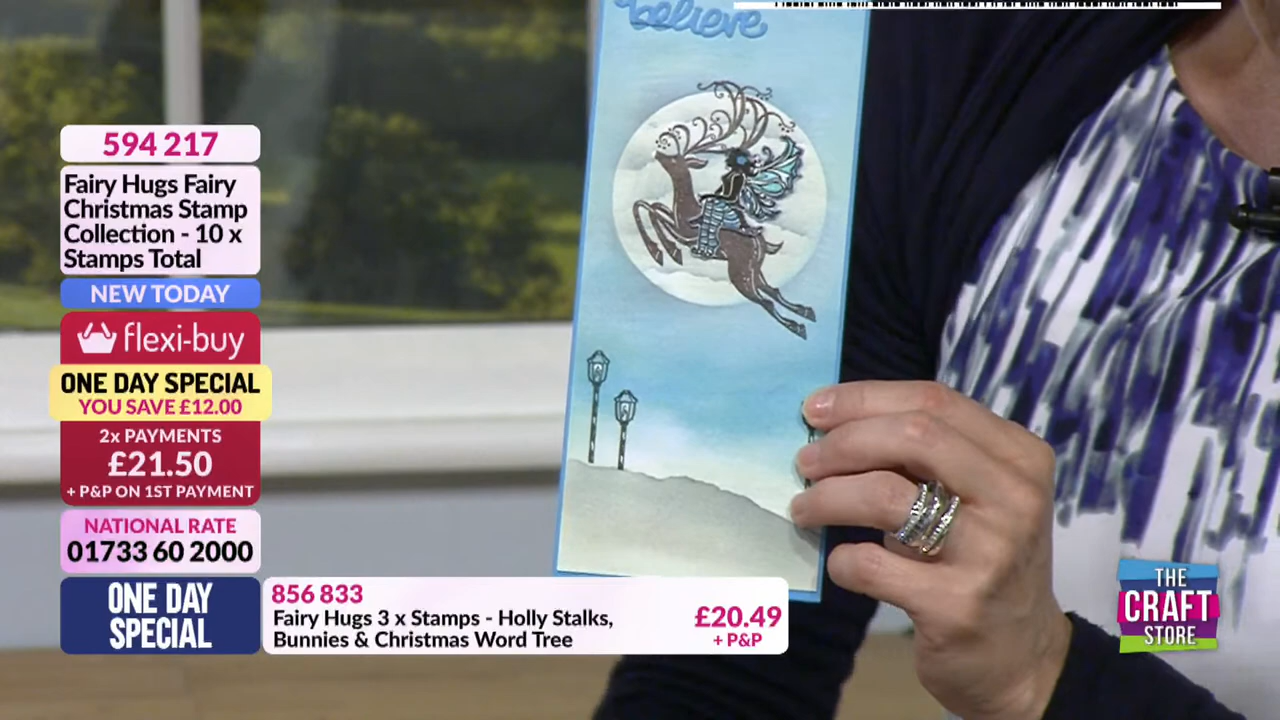 believe
594 217
Fairy Hugs Fairy
Christmas Stamp
Collection - 10 x
Stamps Total
NEW TODAY
flexi-buy
ONE DAY SPECIAL
YOU SAVE £12.00
2x PAYMENTS
£21.50
+ P&P ON 1ST PAYMENT
NATIONAL RATE
01733 60 2000
ONE DAY
SPECIAL
856 833
Fairy Hugs 3 x Stamps - Holly Stalks,
Bunnies & Christmas Word Tree
£20.49
+ P&P
THE
CRAFT
STORE